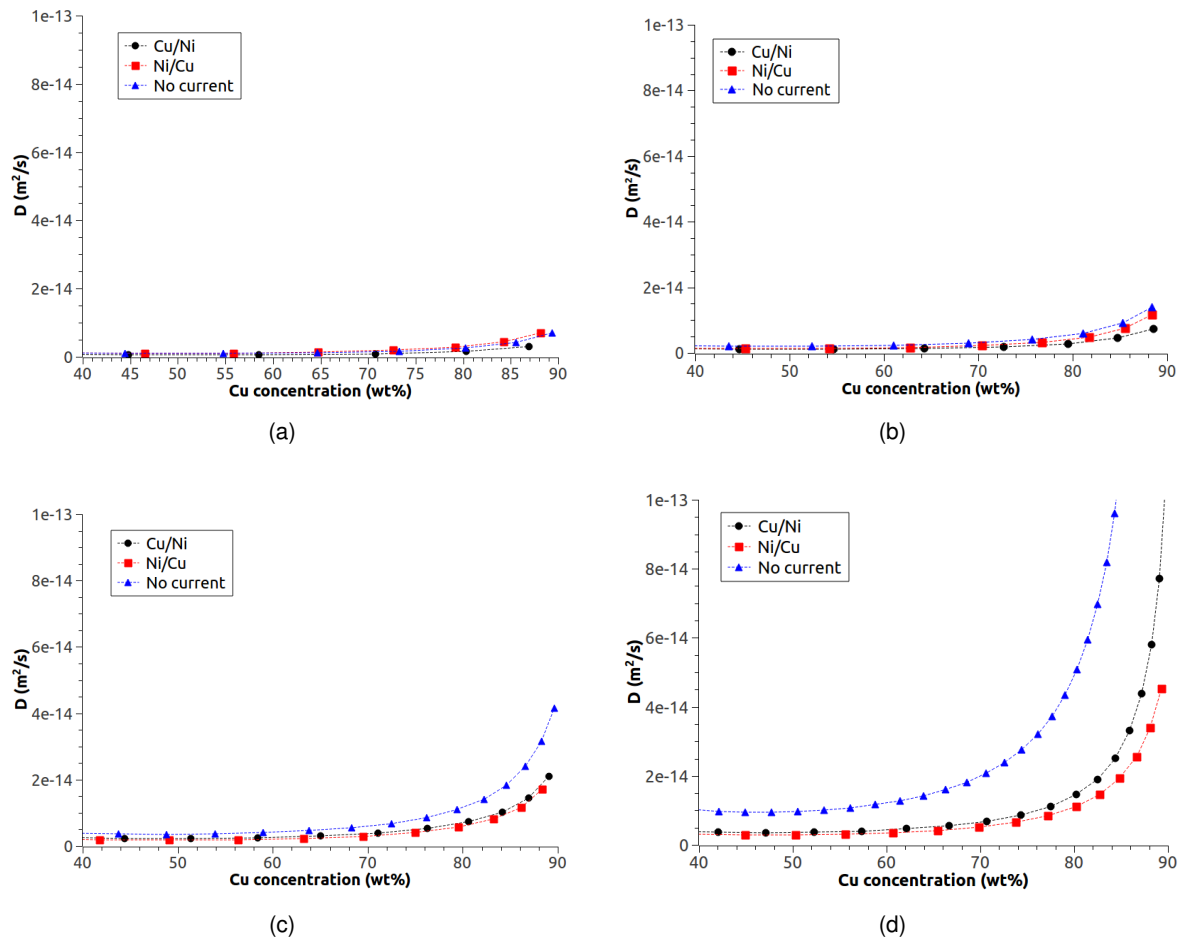 1e-13
8e-14
6e-14
4e-14
2e-14
0
D (m²/s)
Cu/Ni
Ni/Cu
No current
40 45 50 55 60 65 70 75 80 85 90
Cu concentration (wt%)
(a)
1e-13
8e-14
6e-14
4e-14
2e-14
0
D (m²/s)
Cu/Ni
Ni/Cu
No current
40 50 60 70 80 90
Cu concentration (wt%)
(b)
1e-13
8e-14
6e-14
4e-14
2e-14
0
D (m²/s)
Cu/Ni
Ni/Cu
No current
40 50 60 70 80 90
Cu concentration (wt%)
(c)
1e-13
8e-14
6e-14
4e-14
2e-14
0
D (m²/s)
Cu/Ni
Ni/Cu
No current
40 50 60 70 80 90
Cu concentration (wt%)
(d)